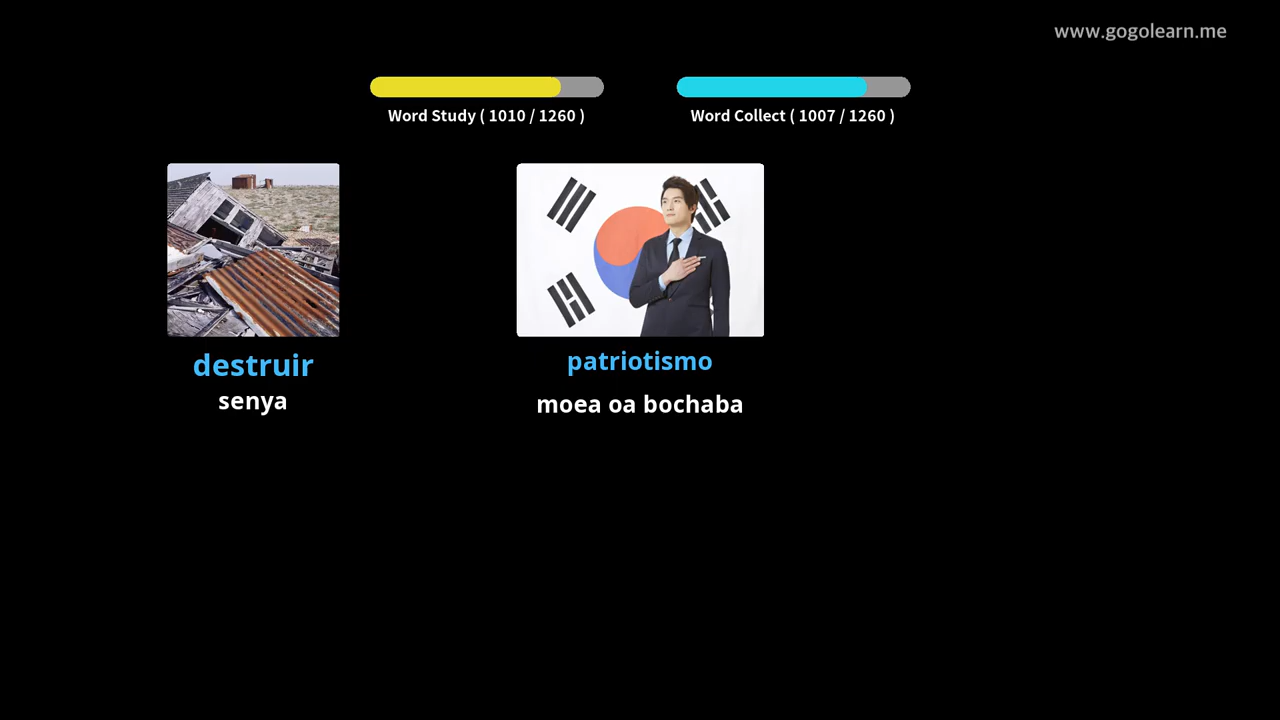 www.gogolearn.me
Word Study ( 1010 / 1260 )
Word Collect ( 1007 / 1260 )
destruir
senya
patriotismo
moea oa bochaba